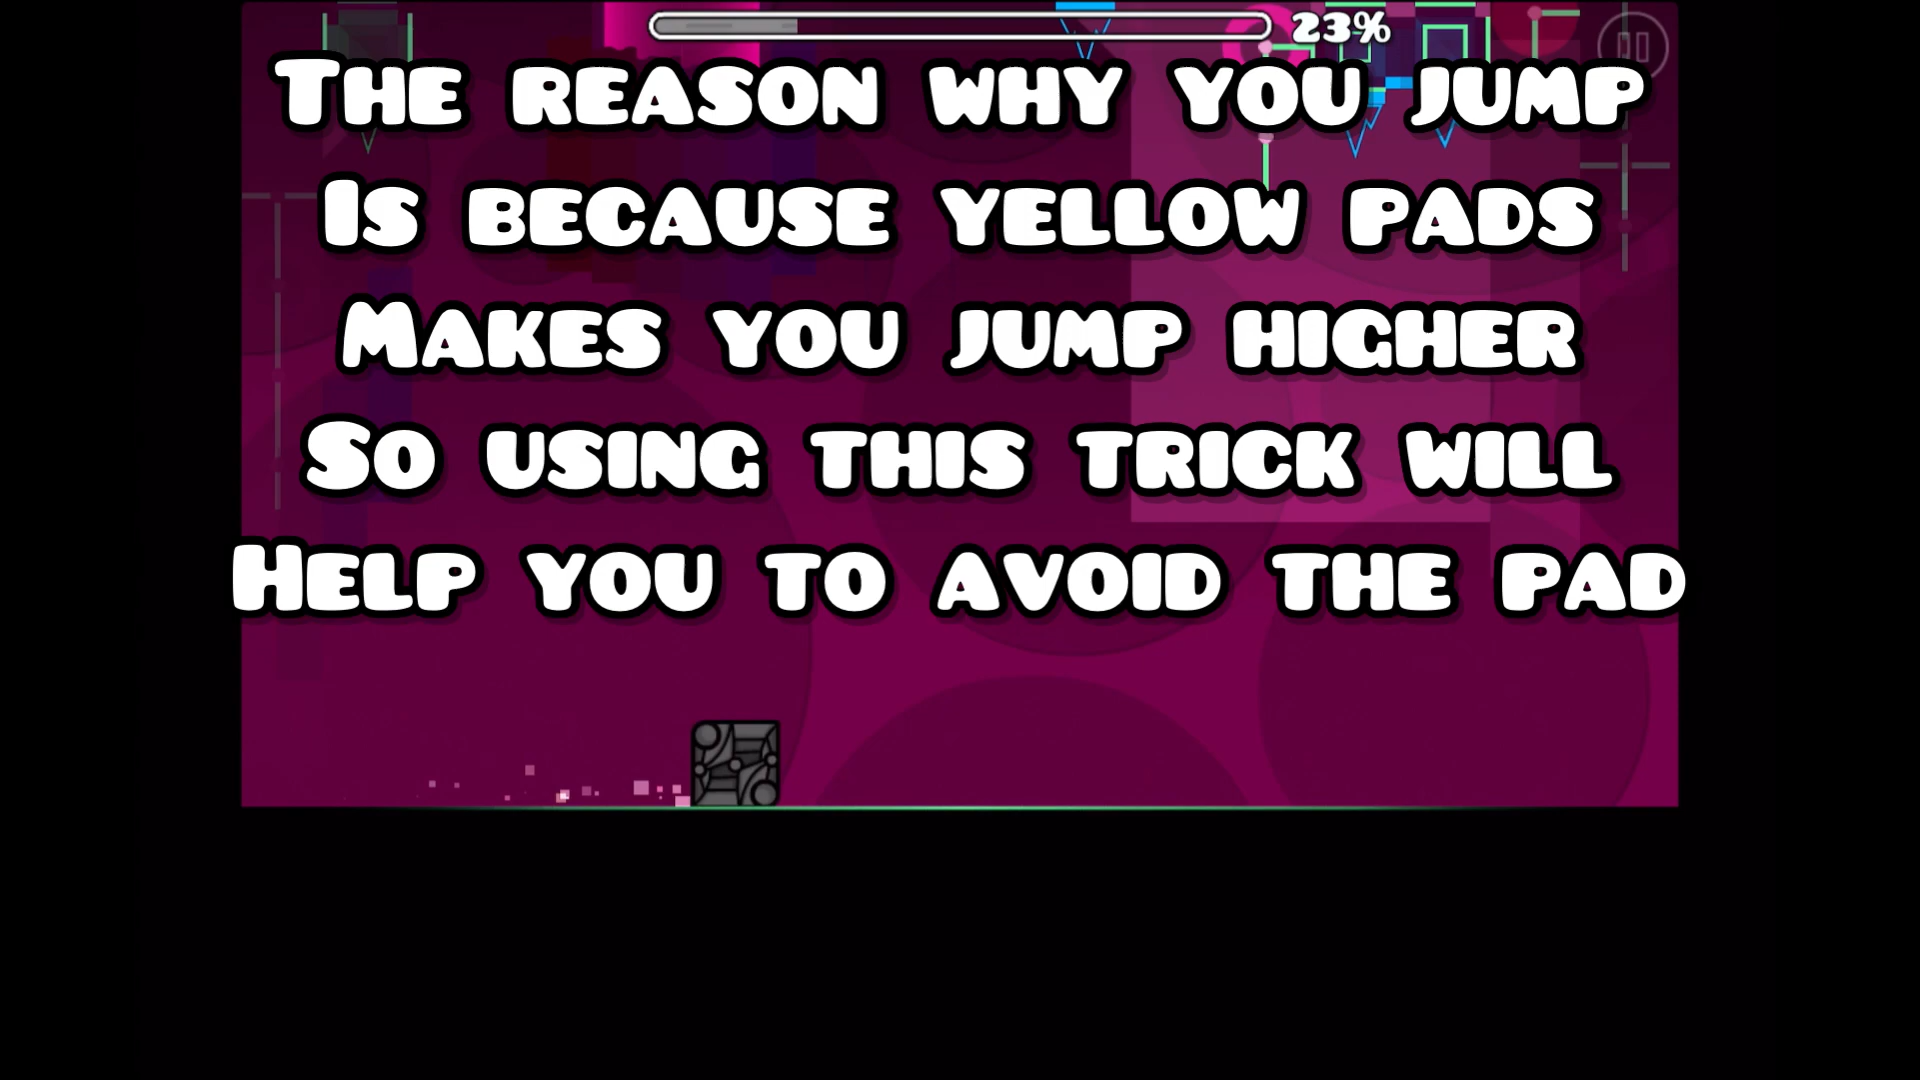 23%
The reason why you jump
Is because yellow pads
Makes you jump higher
So using this trick will
Help you to avoid the pad